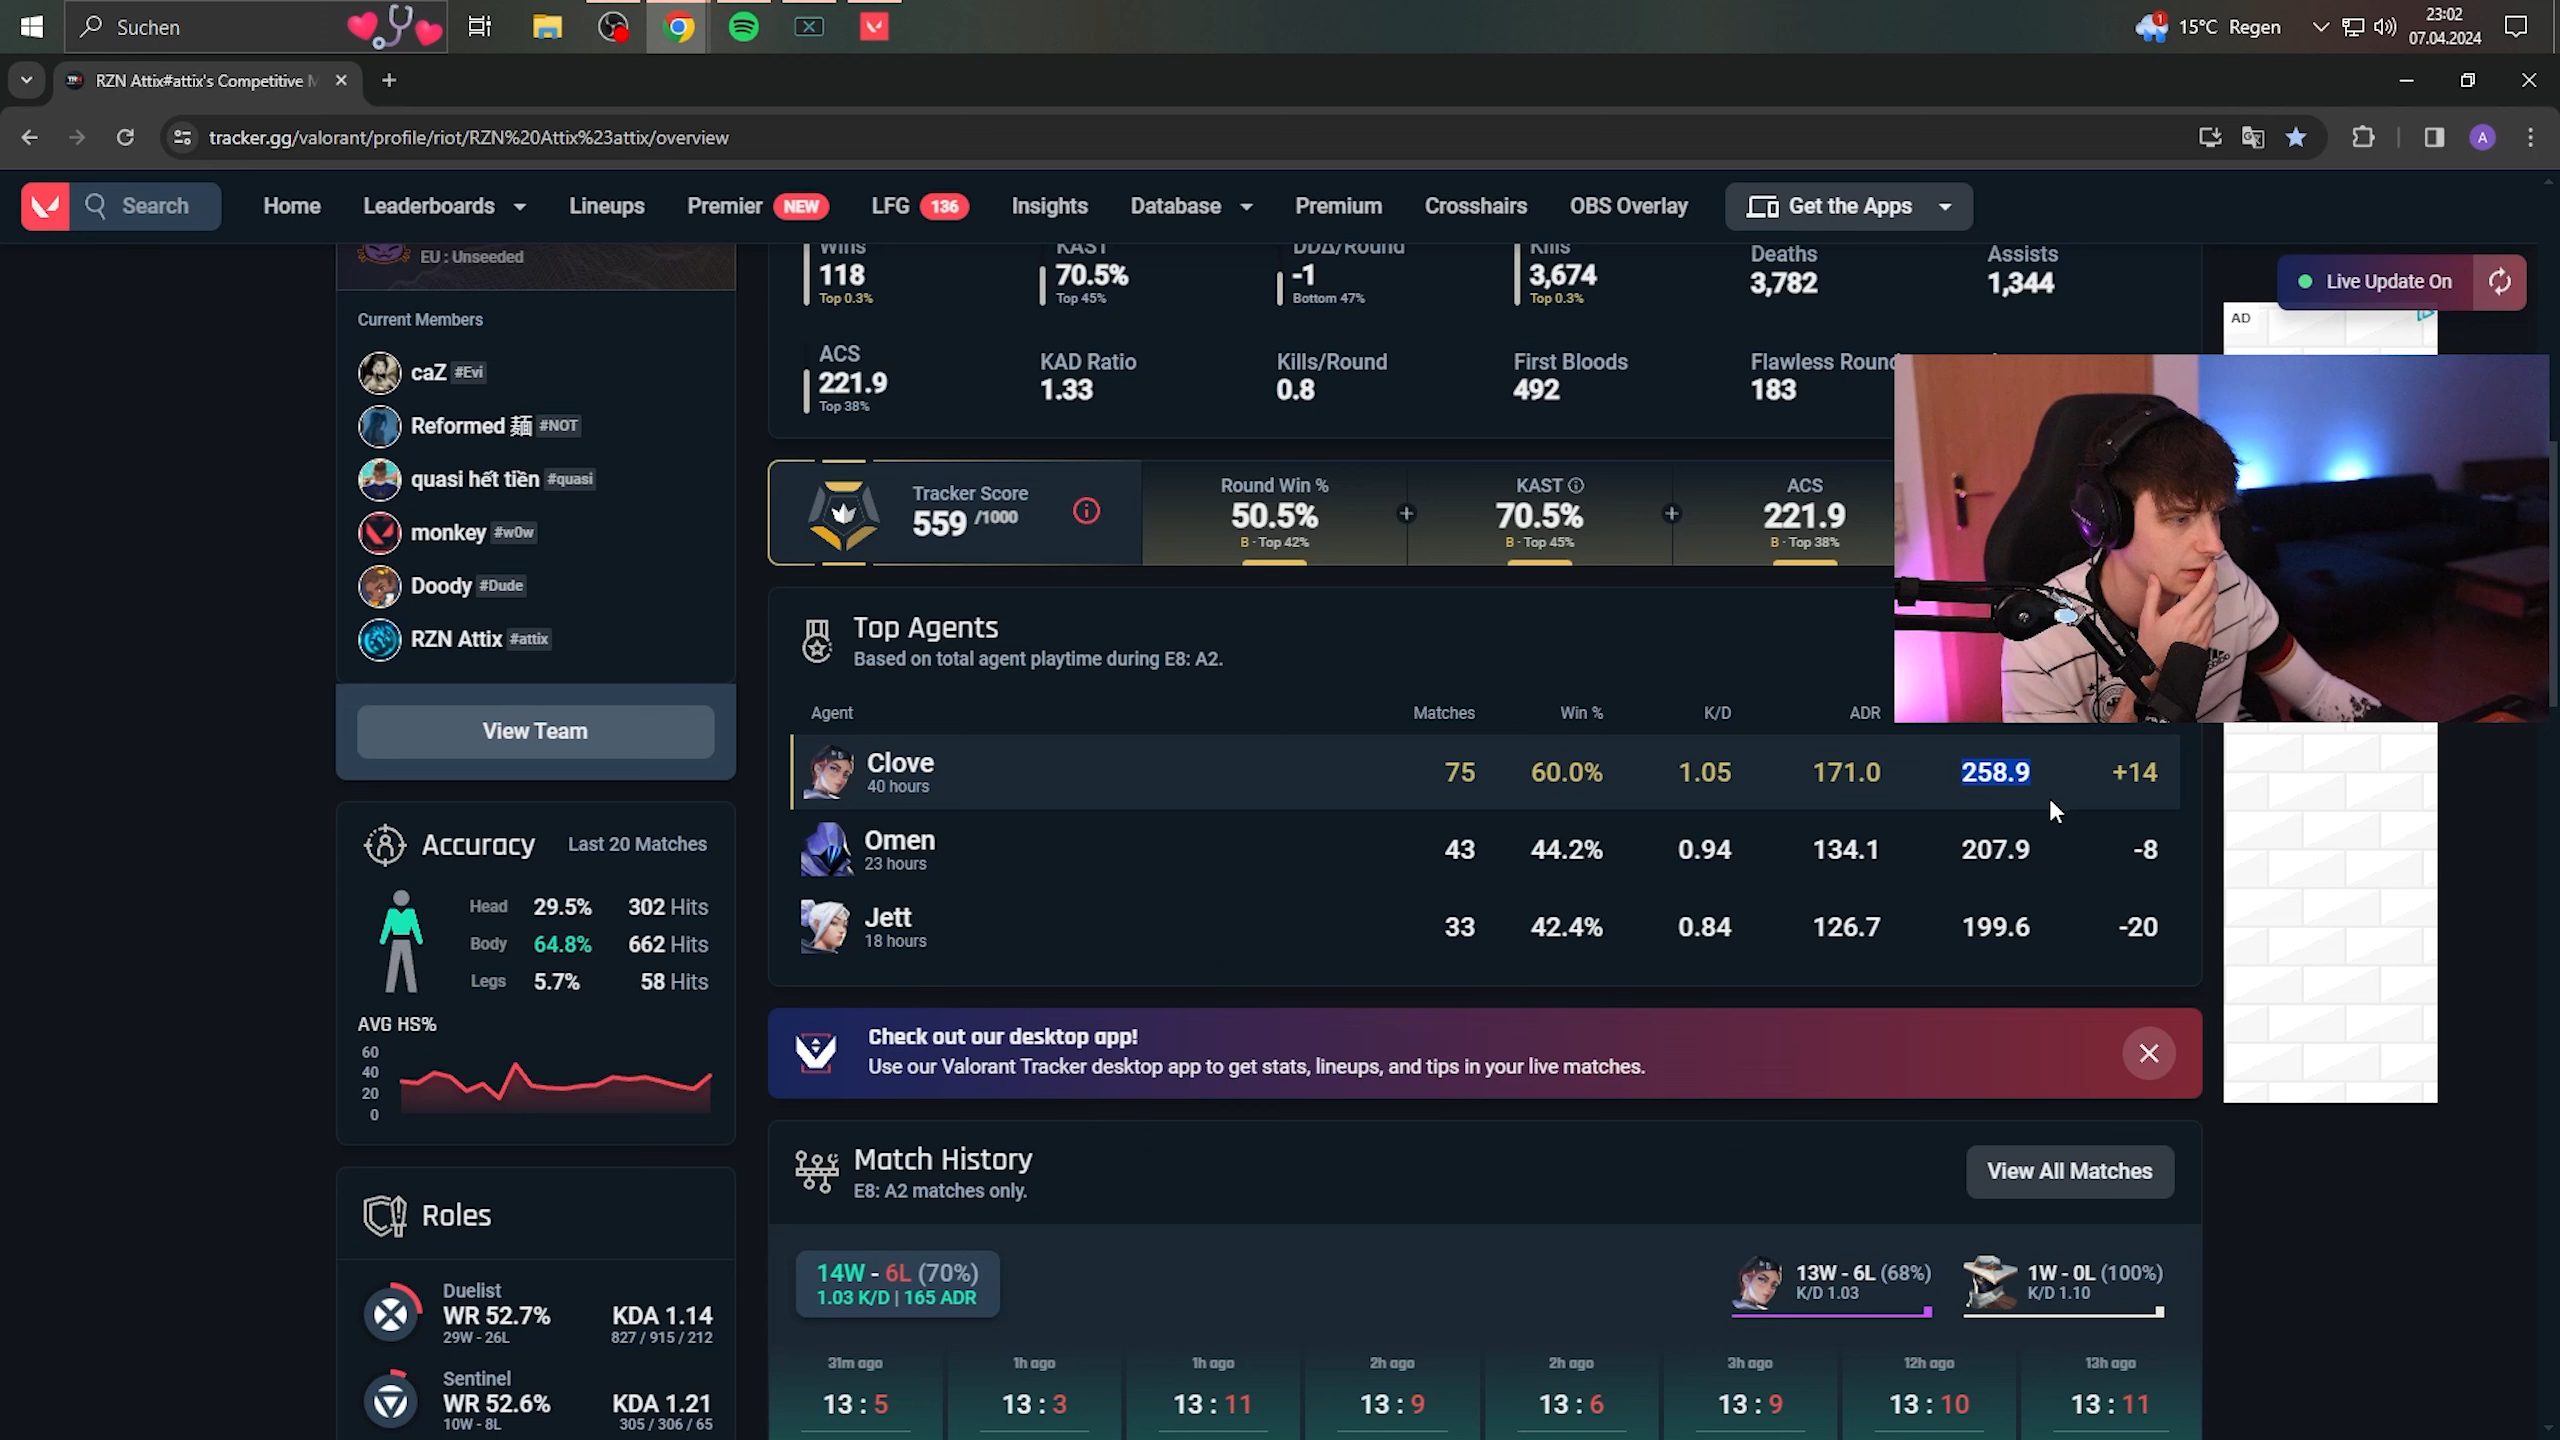 Suchen
15°C Regen
23:02
07.04.2024
RZN Attix#attix's Competitive M
tracker.gg/valorant/profile/riot/RZN%20Attix%23attix/overview
A
Search
Home
Leaderboards
Lineups
Premier NEW
LFG 136
Insights
Database
Premium
Crosshairs
OBS Overlay
Get the Apps
EU : Unseeded
Current Members
caZ #Evi
Reformed 麺 #NOT
quasi hết tiền #quasi
monkey #w0w
Doody #Dude
RZN Attix #attix
View Team
Accuracy Last 20 Matches
Head 29.5% 302 Hits
Body 64.8% 662 Hits
Legs 5.7% 58 Hits
AVG HS%
60
40
20
0
Roles
Duelist
WR 52.7% KDA 1.14
29W - 26L 827 / 915 / 212
Sentinel
WR 52.6% KDA 1.21
10W - 8L 305 / 306 / 65
Wins KAST DDΔ/Round Kills Deaths Assists
118 70.5% -1 3,674 3,782 1,344
Top 0.3% Top 45% Bottom 47% Top 0.3%
ACS KAD Ratio Kills/Round First Bloods Flawless Roun
221.9 1.33 0.8 492 183
Top 38%
Live Update On
AD
Tracker Score
559 /1000
Round Win % KAST ACS
50.5% + 70.5% + 221.9
B - Top 42% B - Top 45% B - Top 38%
Top Agents
Based on total agent playtime during E8: A2.
Agent Matches Win % K/D ADR
Clove 75 60.0% 1.05 171.0 258.9 +14
40 hours
Omen 43 44.2% 0.94 134.1 207.9 -8
23 hours
Jett 33 42.4% 0.84 126.7 199.6 -20
18 hours
Check out our desktop app!
Use our Valorant Tracker desktop app to get stats, lineups, and tips in your live matches.
Match History
E8: A2 matches only.
View All Matches
14W - 6L (70%)
1.03 K/D | 165 ADR
13W - 6L (68%)
K/D 1.03
1W - 0L (100%)
K/D 1.10
31m ago 1h ago 1h ago 2h ago 2h ago 3h ago 12h ago 13h ago
13 : 5 13 : 3 13 : 11 13 : 9 13 : 6 13 : 9 13 : 10 13 : 11